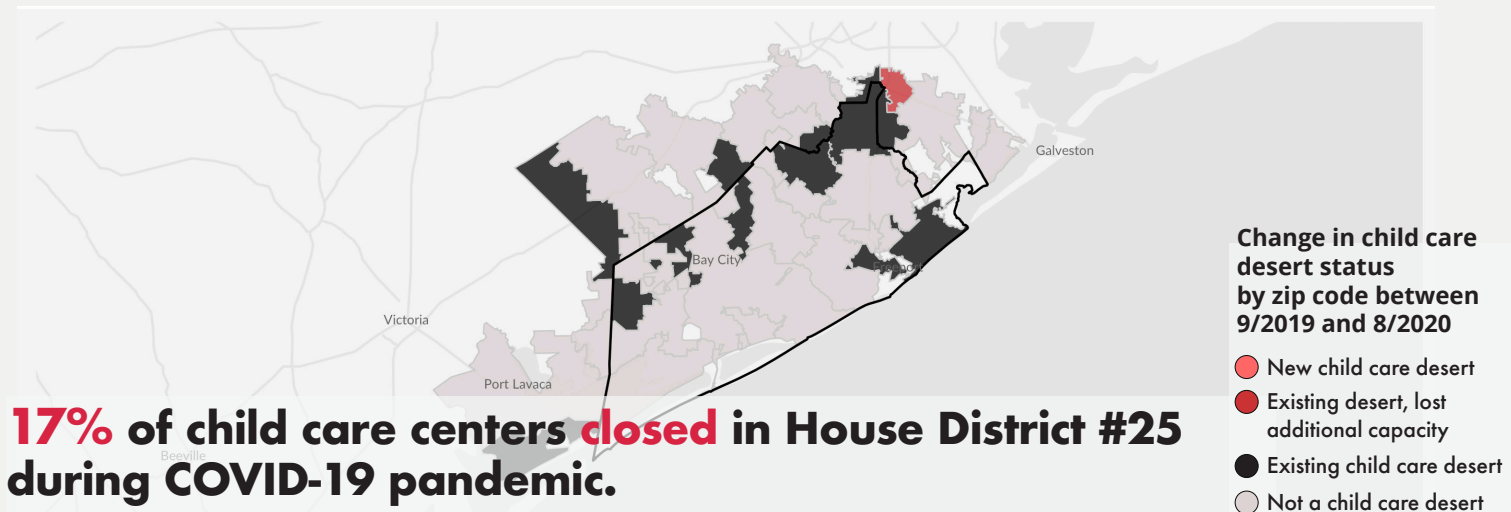 Galveston
Bay City
Freeport
Victoria
Port Lavaca
Beeville
17% of child care centers closed in House District #25
during COVID-19 pandemic.
Change in child care
desert status
by zip code between
9/2019 and 8/2020
New child care desert
Existing desert, lost
additional capacity
Existing child care desert
Not a child care desert